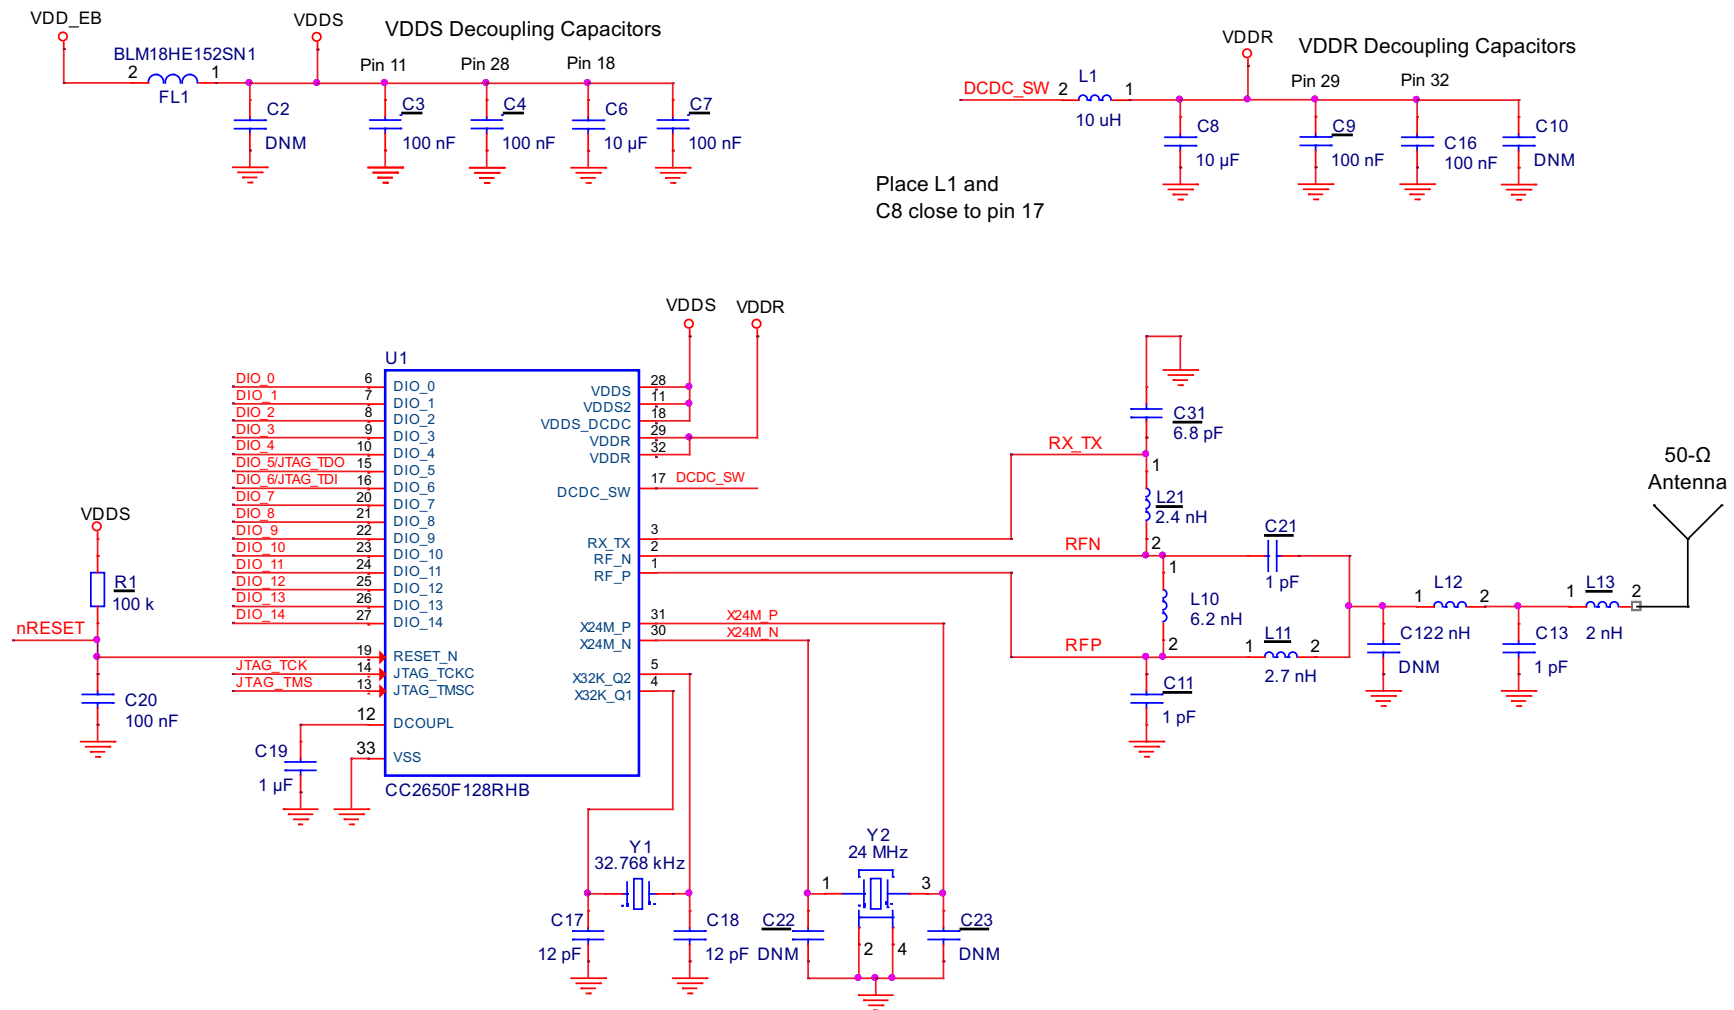 VDD_EB
VDDS
VDDS Decoupling Capacitors
BLM18HE152SN1
2
1
FL1
Pin 11
Pin 28
Pin 18
C2
DNM
C3
100 nF
C4
100 nF
C6
10 µF
C7
100 nF
VDDR
VDDR Decoupling Capacitors
DCDC_SW
2
L1
1
10 uH
Pin 29
Pin 32
C8
10 µF
C9
100 nF
C16
100 nF
C10
DNM
Place L1 and
C8 close to pin 17
VDDS
VDDR
U1
DIO_0 6 DIO_0
DIO_1 7 DIO_1
DIO_2 8 DIO_2
DIO_3 9 DIO_3
DIO_4 10 DIO_4
DIO_5/JTAG_TDO 15 DIO_5
DIO_6/JTAG_TDI 16 DIO_6
DIO_7 20 DIO_7
DIO_8 21 DIO_8
DIO_9 22 DIO_9
DIO_10 23 DIO_10
DIO_11 24 DIO_11
DIO_12 25 DIO_12
DIO_13 26 DIO_13
DIO_14 27 DIO_14
19 RESET_N
JTAG_TCK 14 JTAG_TCKC
JTAG_TMS 13 JTAG_TMSC
12 DCOUPL
33 VSS
VDDS 28
VDDS2 11
VDDS_DCDC 18
VDDR 29
VDDR 32
DCDC_SW 17 DCDC_SW
RX_TX 3
RF_N 2
RF_P 1
X24M_P 31 X24M_P
X24M_N 30 X24M_N
X32K_Q2 5
X32K_Q1 4
CC2650F128RHB
VDDS
R1
100 k
nRESET
C20
100 nF
C19
1 µF
Y1
32.768 kHz
C17
12 pF
C18
12 pF
Y2
24 MHz
1
3
C22
DNM
2
4
C23
DNM
RX_TX
C31
6.8 pF
1
L21
2.4 nH
2
RFN
C21
1 pF
1
L10
6.2 nH
2
RFP
1
L11
2
2.7 nH
C11
1 pF
1
L12
2
C122 nH
DNM
C13
1 pF
1
L13
2
2 nH
50-Ω
Antenna